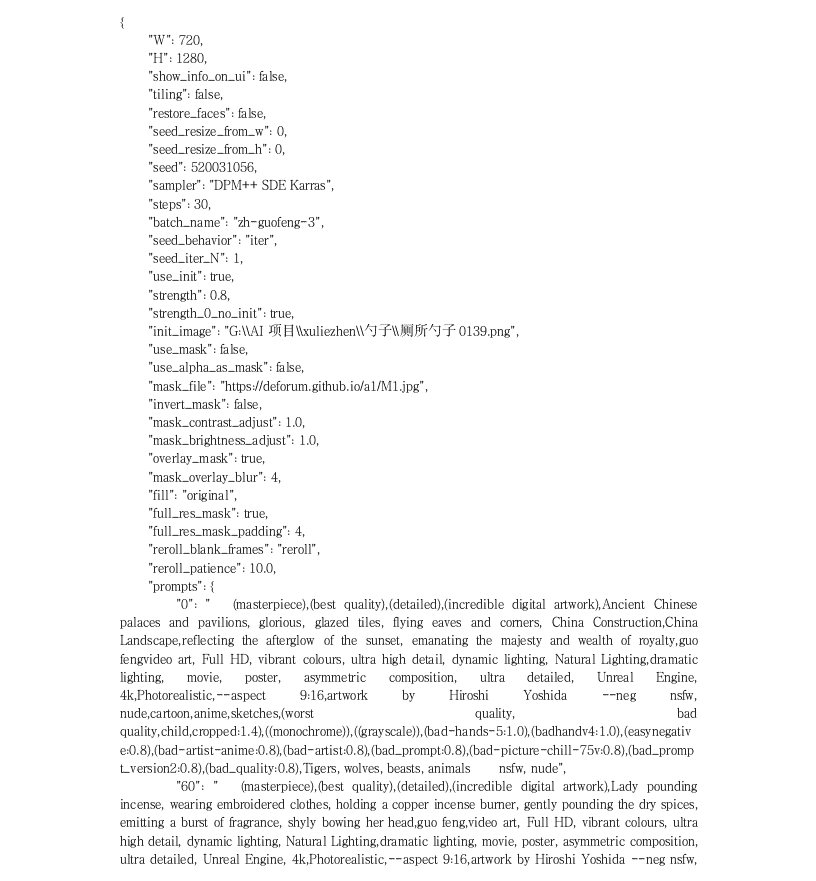 {
"W": 720,
"H": 1280,
"show_info_on_ui": false,
"tiling": false,
"restore_faces": false,
"seed_resize_from_w": 0,
"seed_resize_from_h": 0,
"seed": 520031056,
"sampler": "DPM++ SDE Karras",
"steps": 30,
"batch_name": "zh-guofeng-3",
"seed_behavior": "iter",
"seed_iter_N": 1,
"use_init": true,
"strength": 0.8,
"strength_0_no_init": true,
"init_image": "G:\\AI 项目\\xuliezhen\\勺子\\厕所勺子 0139.png",
"use_mask": false,
"use_alpha_as_mask": false,
"mask_file": "https://deforum.github.io/a1/M1.jpg",
"invert_mask": false,
"mask_contrast_adjust": 1.0,
"mask_brightness_adjust": 1.0,
"overlay_mask": true,
"mask_overlay_blur": 4,
"fill": "original",
"full_res_mask": true,
"full_res_mask_padding": 4,
"reroll_blank_frames": "reroll",
"reroll_patience": 10.0,
"prompts": {
"0": " (masterpiece),(best quality),(detailed),(incredible digital artwork),Ancient Chinese
palaces and pavilions, glorious, glazed tiles, flying eaves and corners, China Construction,China
Landscape,reflecting the afterglow of the sunset, emanating the majesty and wealth of royalty,guo
fengvideo art, Full HD, vibrant colours, ultra high detail, dynamic lighting, Natural Lighting,dramatic
lighting, movie, poster, asymmetric composition, ultra detailed, Unreal Engine,
4k,Photorealistic,--aspect 9:16,artwork by Hiroshi Yoshida --neg nsfw,
nude,cartoon,anime,sketches,(worst quality, bad
quality,child,cropped:1.4),((monochrome)),((grayscale)),(bad-hands-5:1.0),(badhandv4:1.0),(easynegativ
e:0.8),(bad-artist-anime:0.8),(bad-artist:0.8),(bad_prompt:0.8),(bad-picture-chill-75v:0.8),(bad_promp
t_version2:0.8),(bad_quality:0.8),Tigers, wolves, beasts, animals nsfw, nude",
"60": " (masterpiece),(best quality),(detailed),(incredible digital artwork),Lady pounding
incense, wearing embroidered clothes, holding a copper incense burner, gently pounding the dry spices,
emitting a burst of fragrance, shyly bowing her head,guo feng,video art, Full HD, vibrant colours, ultra
high detail, dynamic lighting, Natural Lighting,dramatic lighting, movie, poster, asymmetric composition,
ultra detailed, Unreal Engine, 4k,Photorealistic,--aspect 9:16,artwork by Hiroshi Yoshida --neg nsfw,